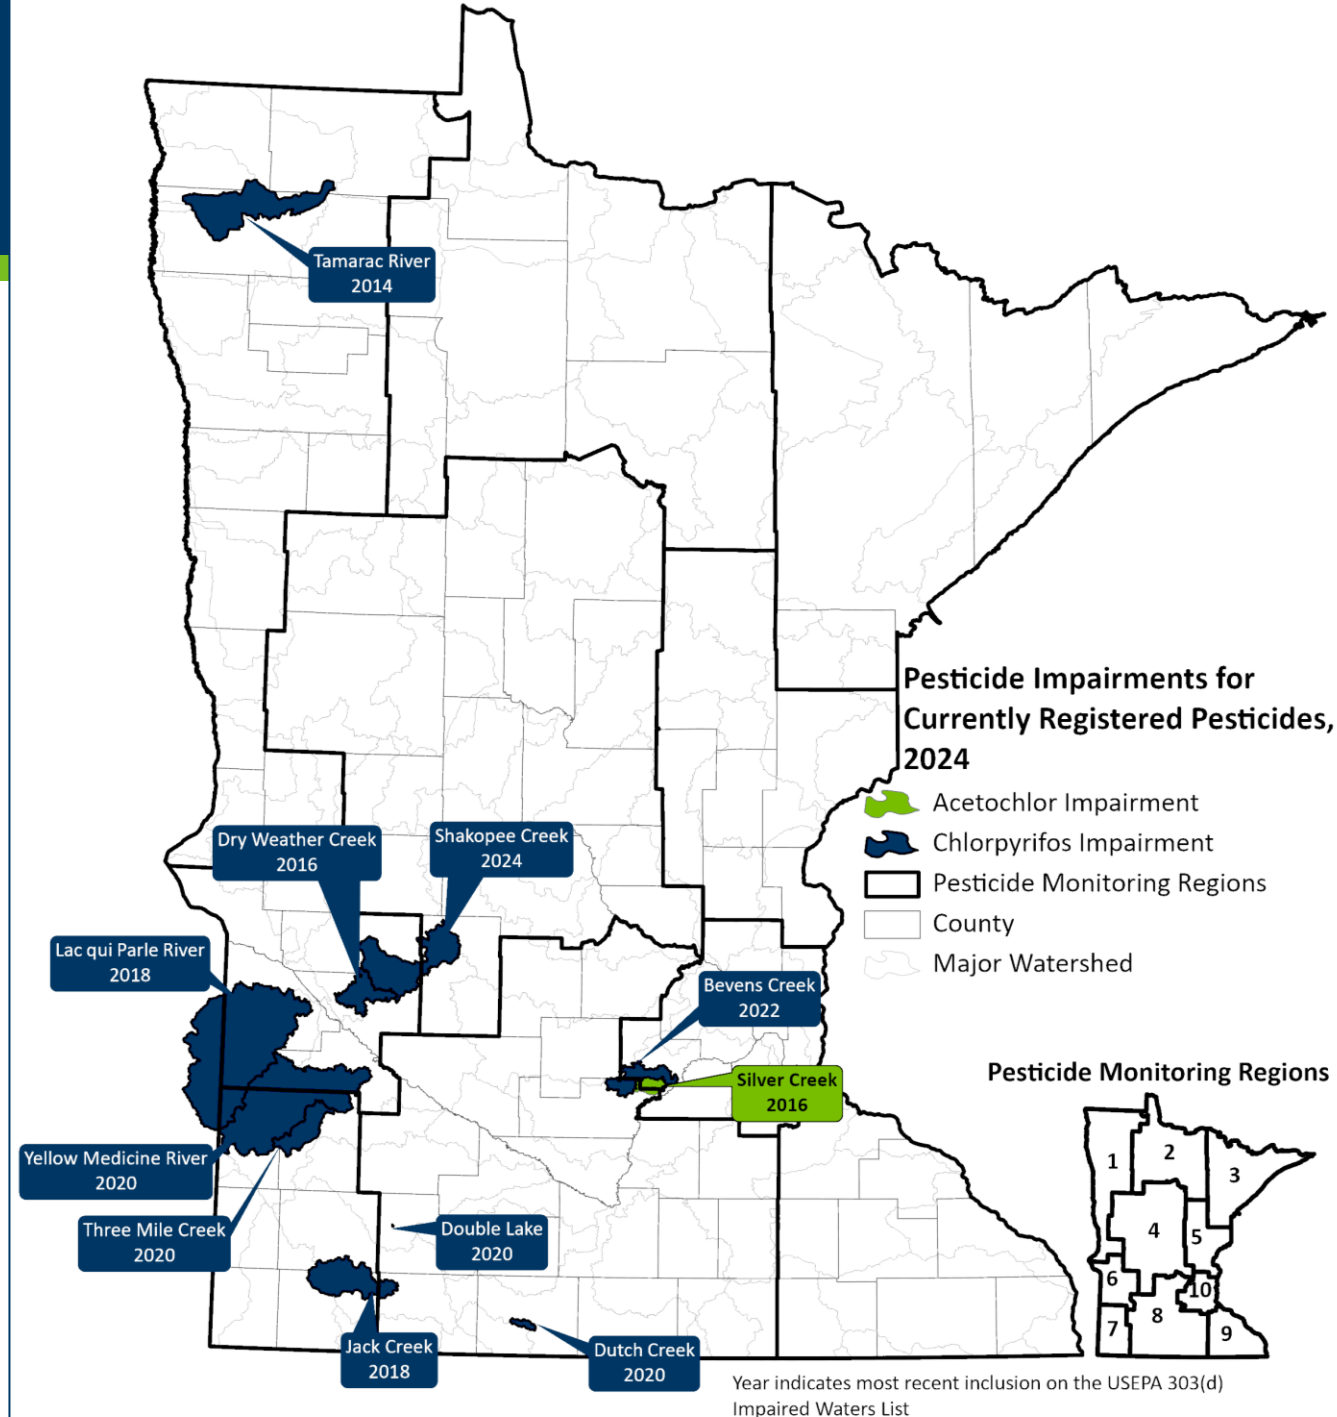 Tamarac River
2014
Pesticide Impairments for
Currently Registered Pesticides,
2024
Acetochlor Impairment
Chlorpyrifos Impairment
Pesticide Monitoring Regions
County
Major Watershed
Dry Weather Creek
2016
Shakopee Creek
2024
Lac qui Parle River
2018
Bevens Creek
2022
Silver Creek
2016
Yellow Medicine River
2020
Three Mile Creek
2020
Double Lake
2020
Jack Creek
2018
Dutch Creek
2020
Pesticide Monitoring Regions
1
2
3
4
5
6
10
7
8
9
Year indicates most recent inclusion on the USEPA 303(d)
Impaired Waters List